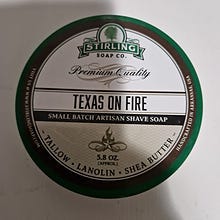 STIRLING
SOAP CO.
Premium Quality
TEXAS ON FIRE
SMALL BATCH ARTISAN SHAVE SOAP
5.8 OZ.
(APPROX.)
TALLOW - LANOLIN - SHEA BUTTER